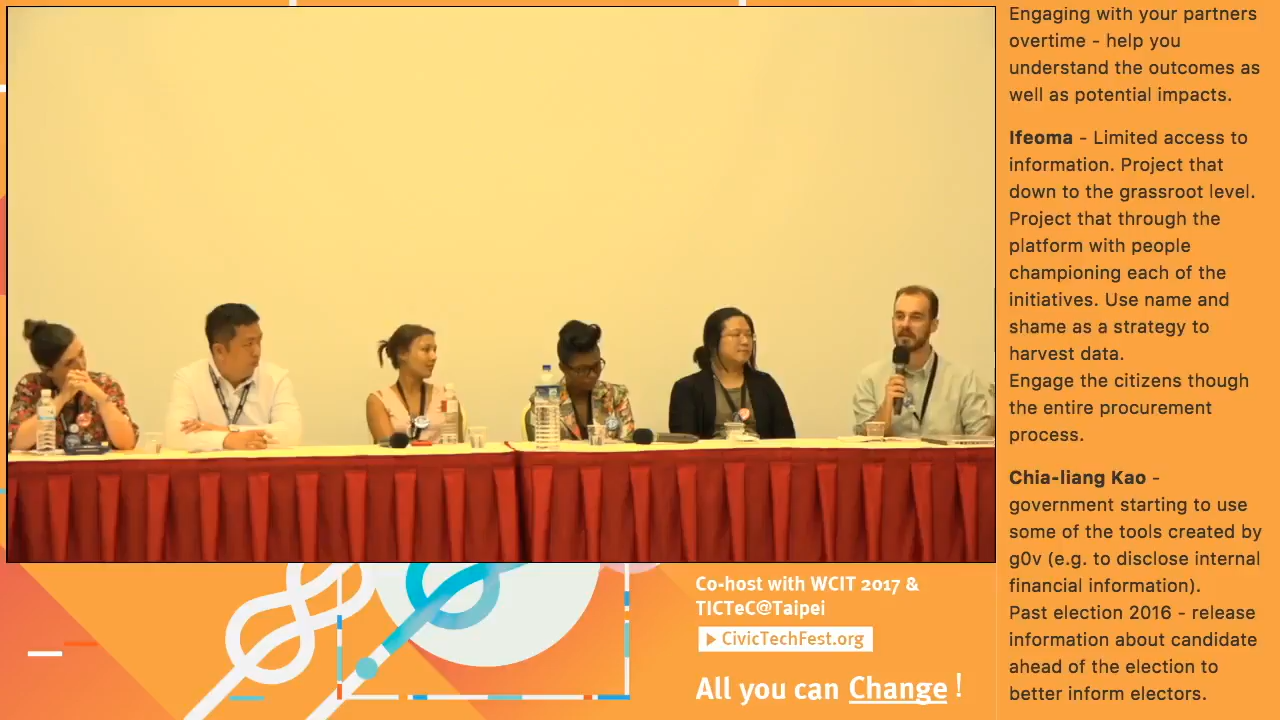 Engaging with your partners
overtime - help you
understand the outcomes as
well as potential impacts.
Ifeoma - Limited access to
information. Project that
down to the grassroot level.
Project that through the
platform with people
championing each of the
initiatives. Use name and
shame as a strategy to
harvest data.
Engage the citizens though
the entire procurement
process.
Chia-liang Kao -
government starting to use
some of the tools created by
g0v (e.g. to disclose internal
financial information).
Past election 2016 - release
information about candidate
ahead of the election to
better inform electors.
Co-host with WCIT 2017 &
TICTeC@Taipei
CivicTechFest.org
All you can Change !